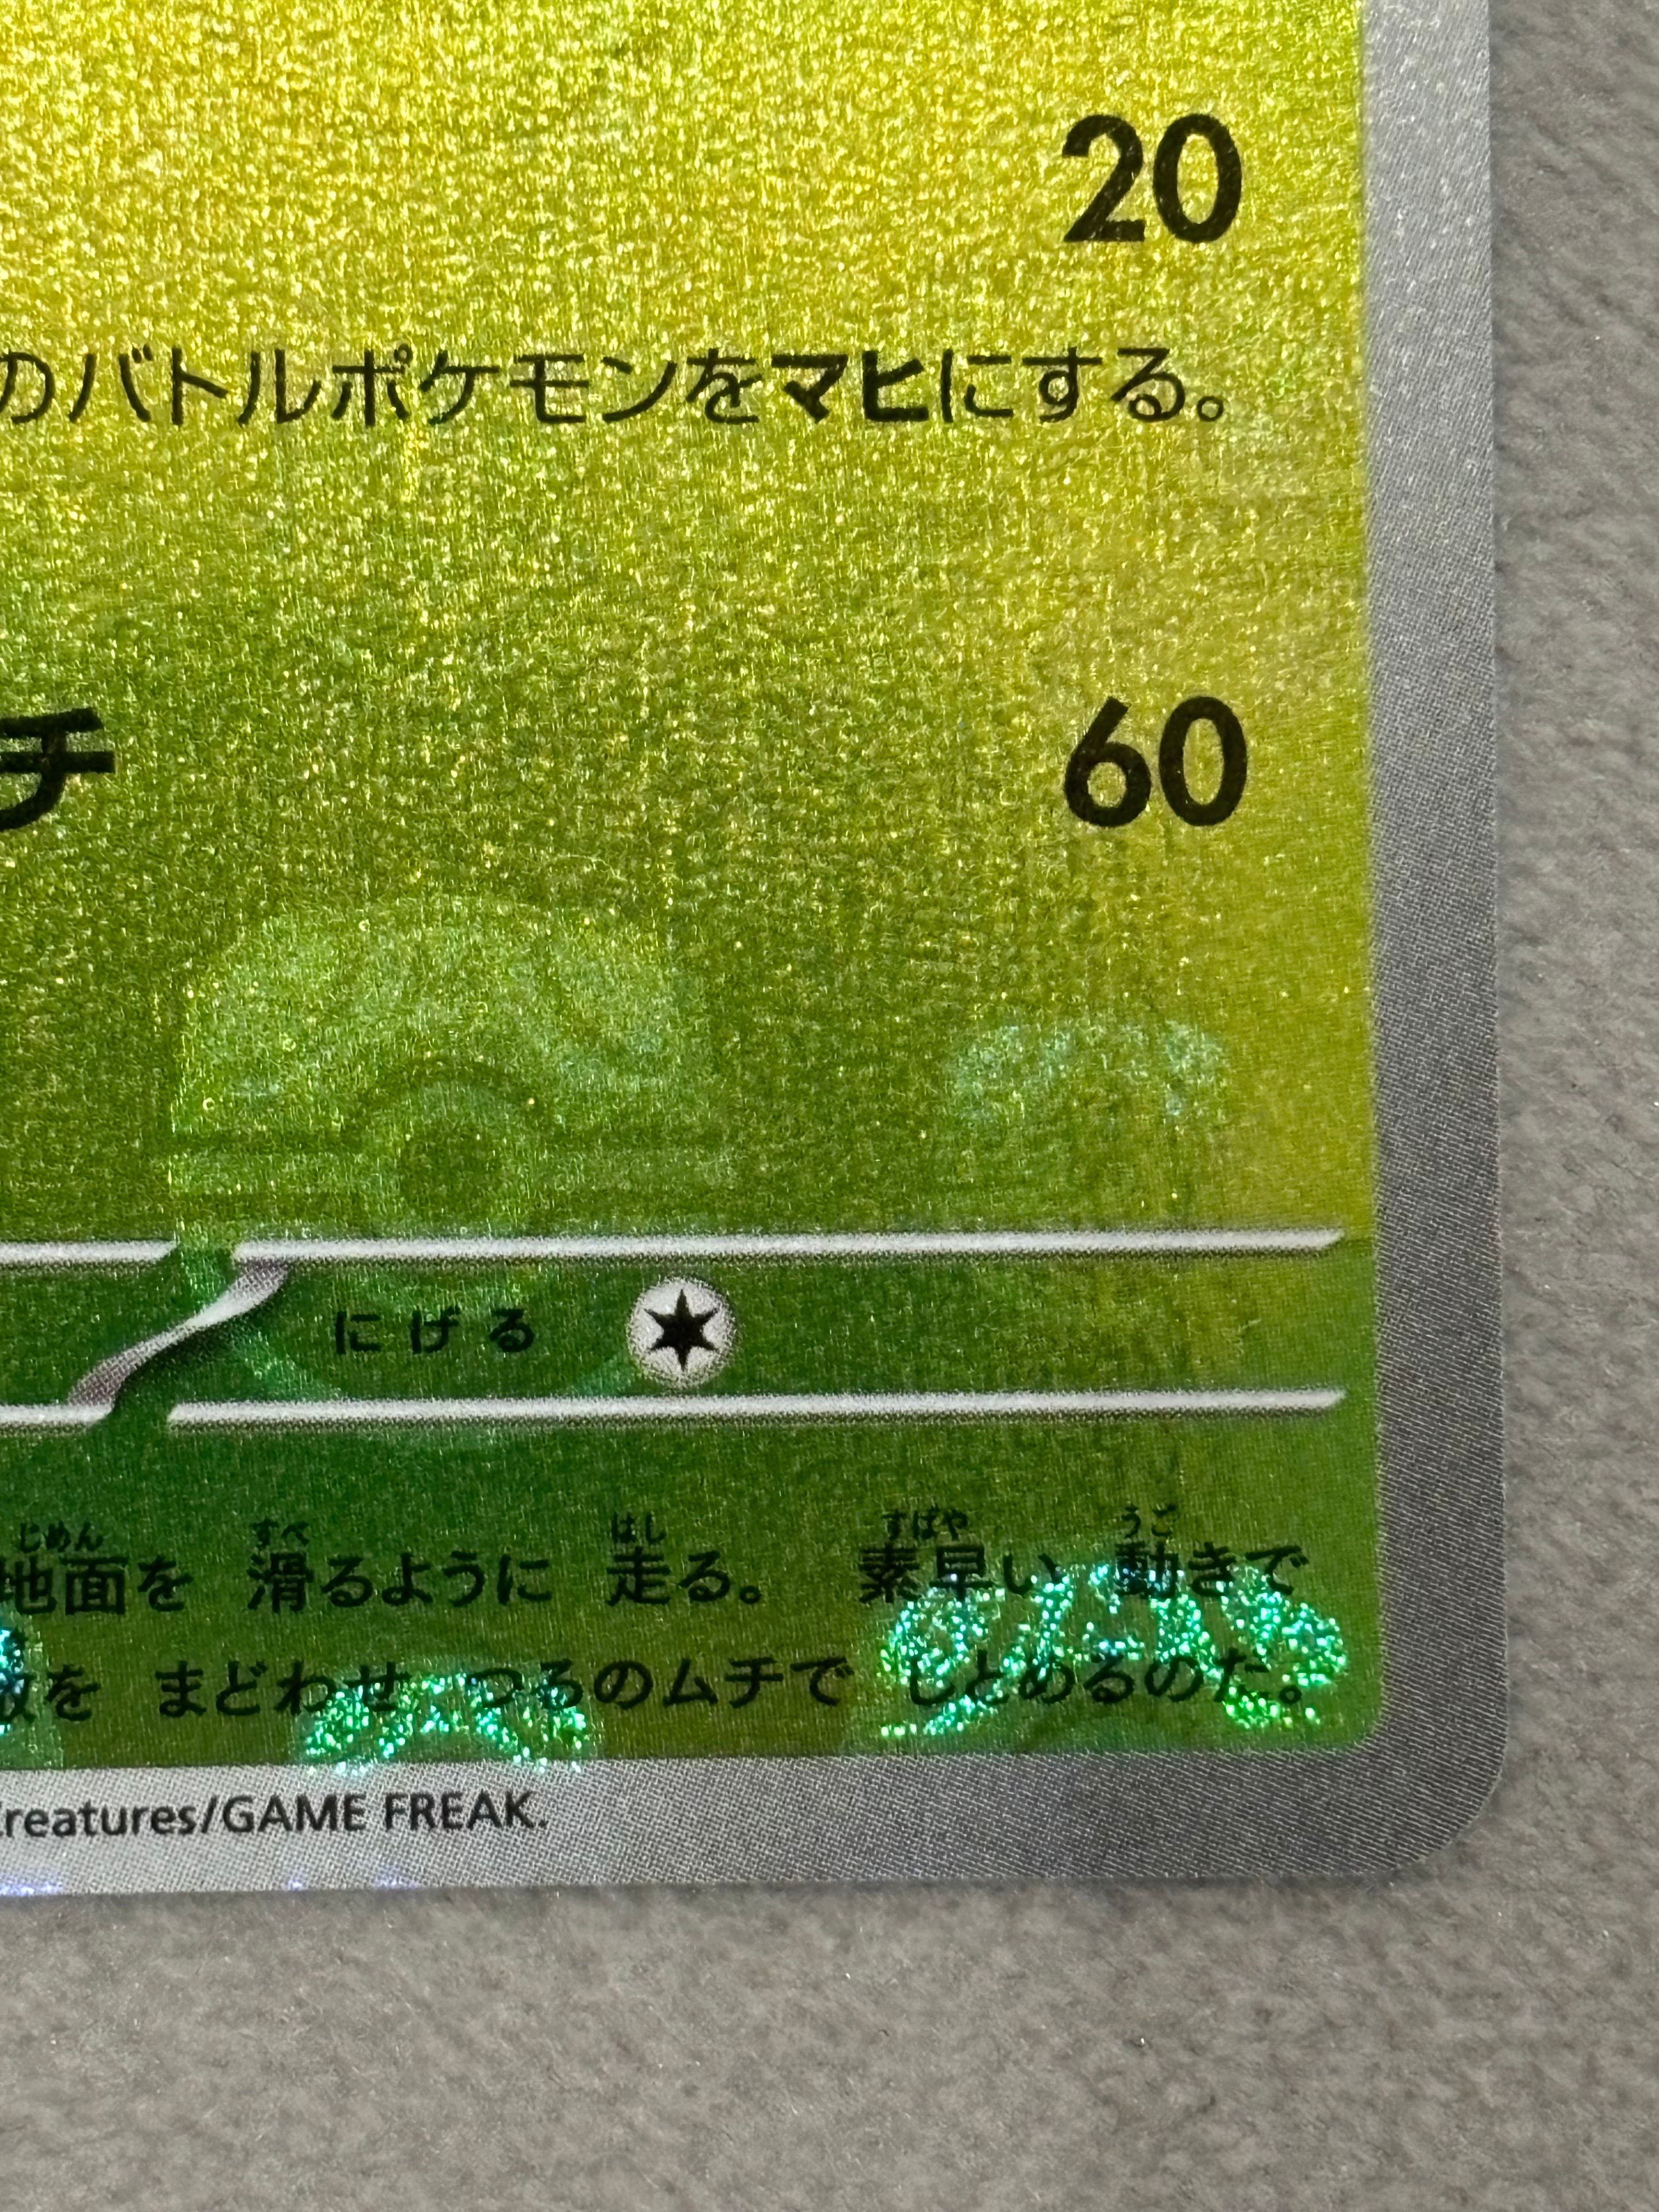 20
のバトルポケモンをマヒにする。
チ
60
にげる
じめん すべ はし すばや うご
地面を 滑るように 走る。 素早い 動きで
敵を まどわせ つるのムチで しとめるのだ。
Creatures/GAME FREAK.